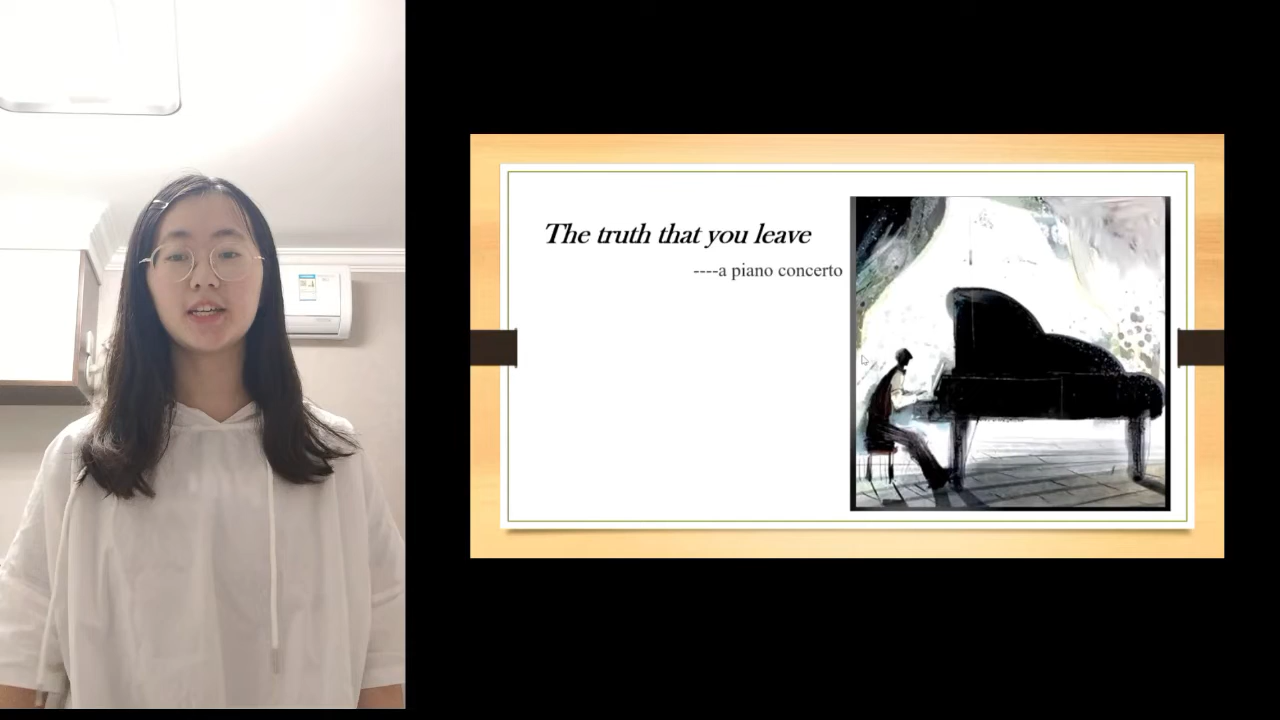 The truth that you leave
----a piano concerto